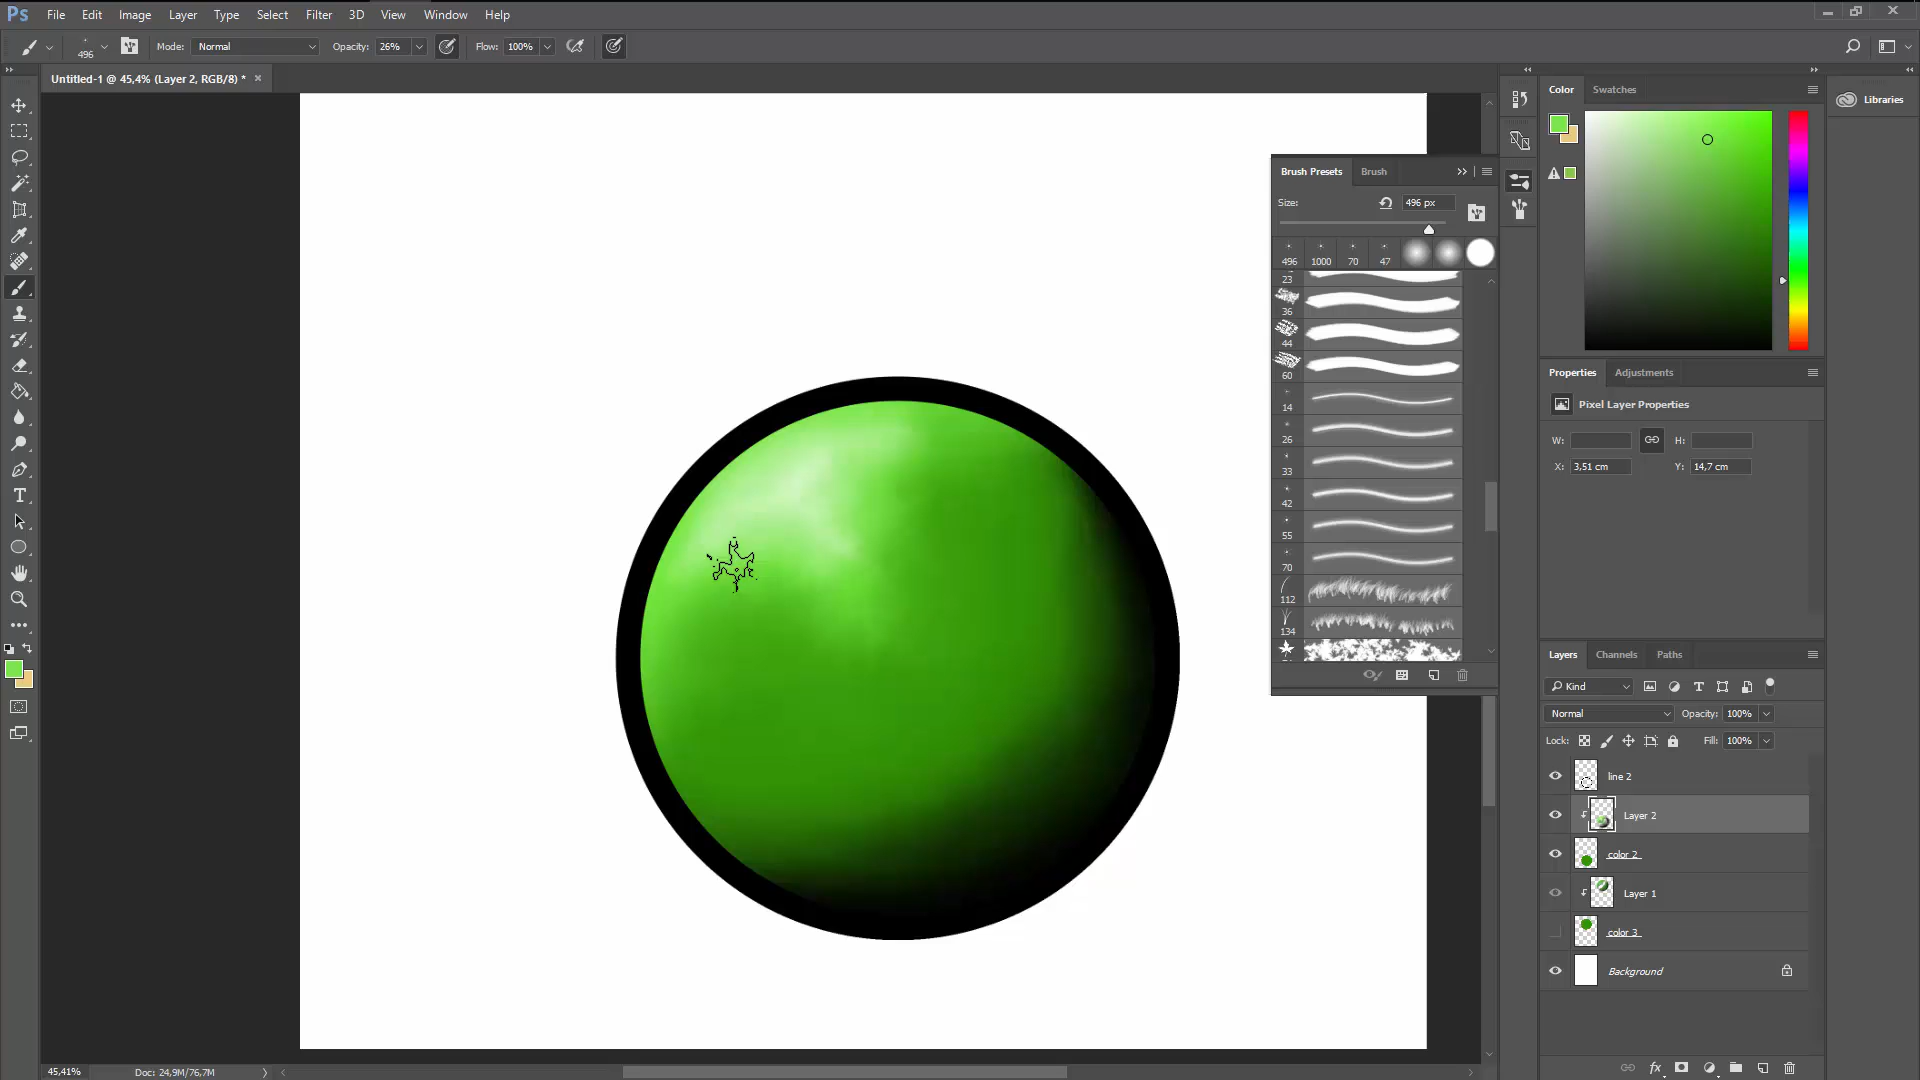 Ps File Edit Image Layer Type Select Filter 3D View Window Help
496 Mode: Normal Opacity: 26% Flow: 100%
Untitled-1 @ 45,4% (Layer 2, RGB/8) * ×
Color Swatches
Libraries
Brush Presets Brush
Size: 496 px
496 1000 70 47
23
36
44
60
14
26
33
42
55
70
112
134
Properties Adjustments
Pixel Layer Properties
W: H:
X: 3,51 cm Y: 14,7 cm
Layers Channels Paths
Kind
Normal Opacity: 100%
Lock: Fill: 100%
line 2
Layer 2
color 2
Layer 1
color 3
Background
45,41% Doc: 24,9M/76,7M